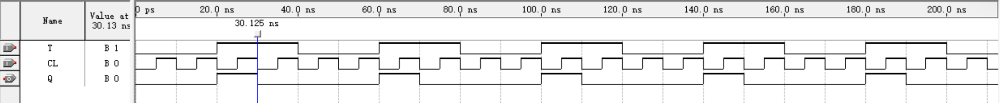 0 ps 20.0 ns 40.0 ns 60.0 ns 80.0 ns 100.0 ns 120.0 ns 140.0 ns 160.0 ns 180.0 ns 200.0 ns
Name
Value at
30.13 ns
30.125 ns
T B 1
CL B 0
Q B 0